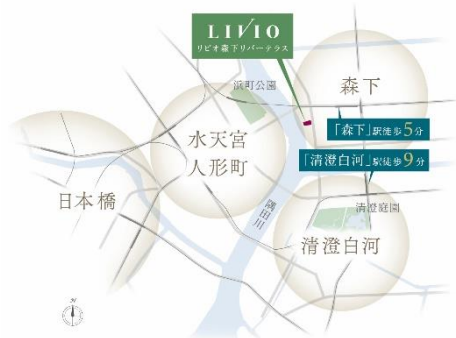 LIVIO
リビオ森下リバーテラス
浜町公園
森下
「森下」駅徒歩5分
水天宮
人形町
「清澄白河」駅徒歩9分
日本橋
清澄庭園
隅田川
清澄白河
N